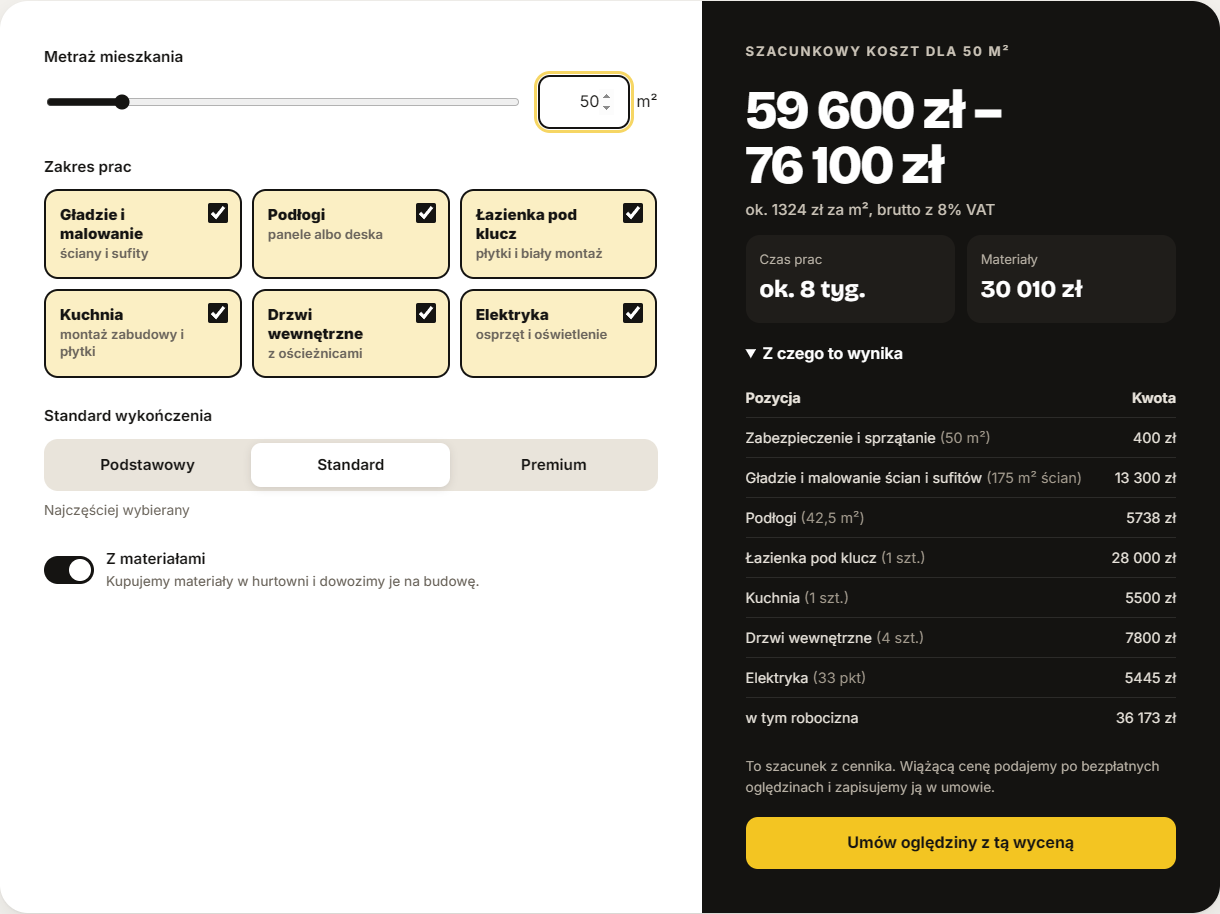 Metraż mieszkania
50
m²
Zakres prac
Gładzie i
malowanie
ściany i sufity
Podłogi
panele albo deska
Łazienka pod
klucz
płytki i biały montaż
Kuchnia
montaż zabudowy i
płytki
Drzwi
wewnętrzne
z ościeżnicami
Elektryka
osprzęt i oświetlenie
Standard wykończenia
Podstawowy
Standard
Premium
Najczęściej wybierany
Z materiałami
Kupujemy materiały w hurtowni i dowozimy je na budowę.
SZACUNKOWY KOSZT DLA 50 M²
59 600 zł –
76 100 zł
ok. 1324 zł za m², brutto z 8% VAT
Czas prac
ok. 8 tyg.
Materiały
30 010 zł
Z czego to wynika
Pozycja Kwota
Zabezpieczenie i sprzątanie (50 m²) 400 zł
Gładzie i malowanie ścian i sufitów (175 m² ścian) 13 300 zł
Podłogi (42,5 m²) 5738 zł
Łazienka pod klucz (1 szt.) 28 000 zł
Kuchnia (1 szt.) 5500 zł
Drzwi wewnętrzne (4 szt.) 7800 zł
Elektryka (33 pkt) 5445 zł
w tym robocizna 36 173 zł
To szacunek z cennika. Wiążącą cenę podajemy po bezpłatnych
oględzinach i zapisujemy ją w umowie.
Umów oględziny z tą wyceną